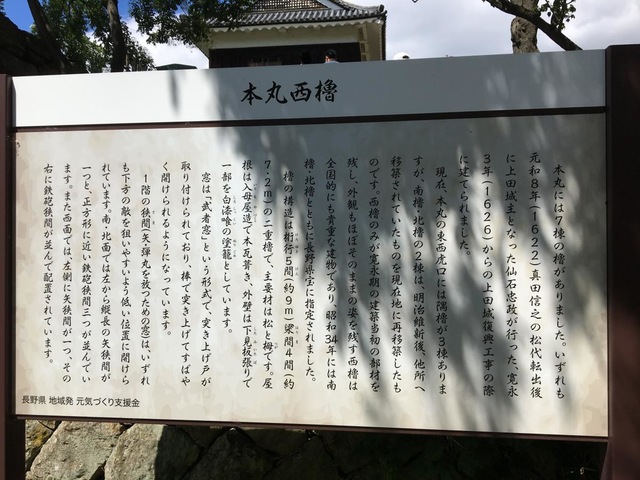 本丸西櫓
本丸には7棟の櫓がありました。いずれも
元和8年(1622)真田信之の松代転出後
に上田城主となった仙石忠政が行った、寛永
3年(1626)からの上田城復興工事の際
に建てられました。
現在、本丸の東西虎口には隅櫓が3棟ありま
すが、南櫓・北櫓の2棟は、明治維新後、他所へ
移築されていたものを現在地に再移築したも
のです。西櫓のみが寛永期の建築当初の部材を
残し、外観もほぼそのままの姿を残す西櫓は
全国的にも貴重な建物であり、昭和34年には南
櫓・北櫓とともに長野県宝に指定されました。
櫓の構造は桁行5間(約9m)梁間4間(約
7・2m)の二重櫓で、主要材は松と栂です。屋
根は入母屋造で本瓦葺き、外壁は下見板張りで
一部を白漆喰の塗籠としています。
窓は「武者窓」という形式で、突き上げ戸が
取り付けられており、棒で突き上げてすばや
く開けられるようになっています。
1階の狭間(矢・弾丸を放つための窓)は、いずれ
も下方の敵を狙いやすいよう低い位置に開けら
れています。南・北面では左から縦長の矢狭間が
一つと、正方形に近い鉄砲狭間三つが並んでい
ます。また西面では、左側に矢狭間が一つ、その
右に鉄砲狭間が並んで配置されています。
長野県 地域発 元気づくり支援金